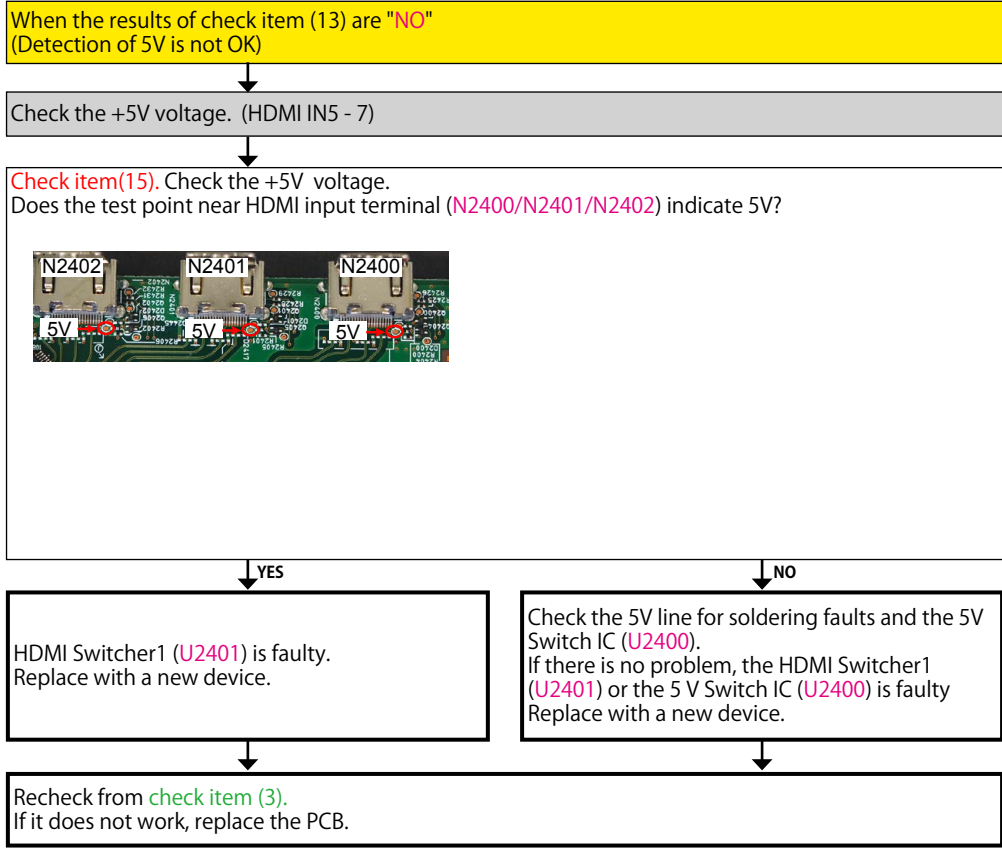 When the results of check item (13) are "NO"
(Detection of 5V is not OK)
Check the +5V voltage. (HDMI IN5 - 7)
Check item(15). Check the +5V voltage.
Does the test point near HDMI input terminal (N2400/N2401/N2402) indicate 5V?
N2402 N2401 N2400
5V 5V 5V
YES
NO
HDMI Switcher1 (U2401) is faulty.
Replace with a new device.
Check the 5V line for soldering faults and the 5V
Switch IC (U2400).
If there is no problem, the HDMI Switcher1
(U2401) or the 5 V Switch IC (U2400) is faulty
Replace with a new device.
Recheck from check item (3).
If it does not work, replace the PCB.